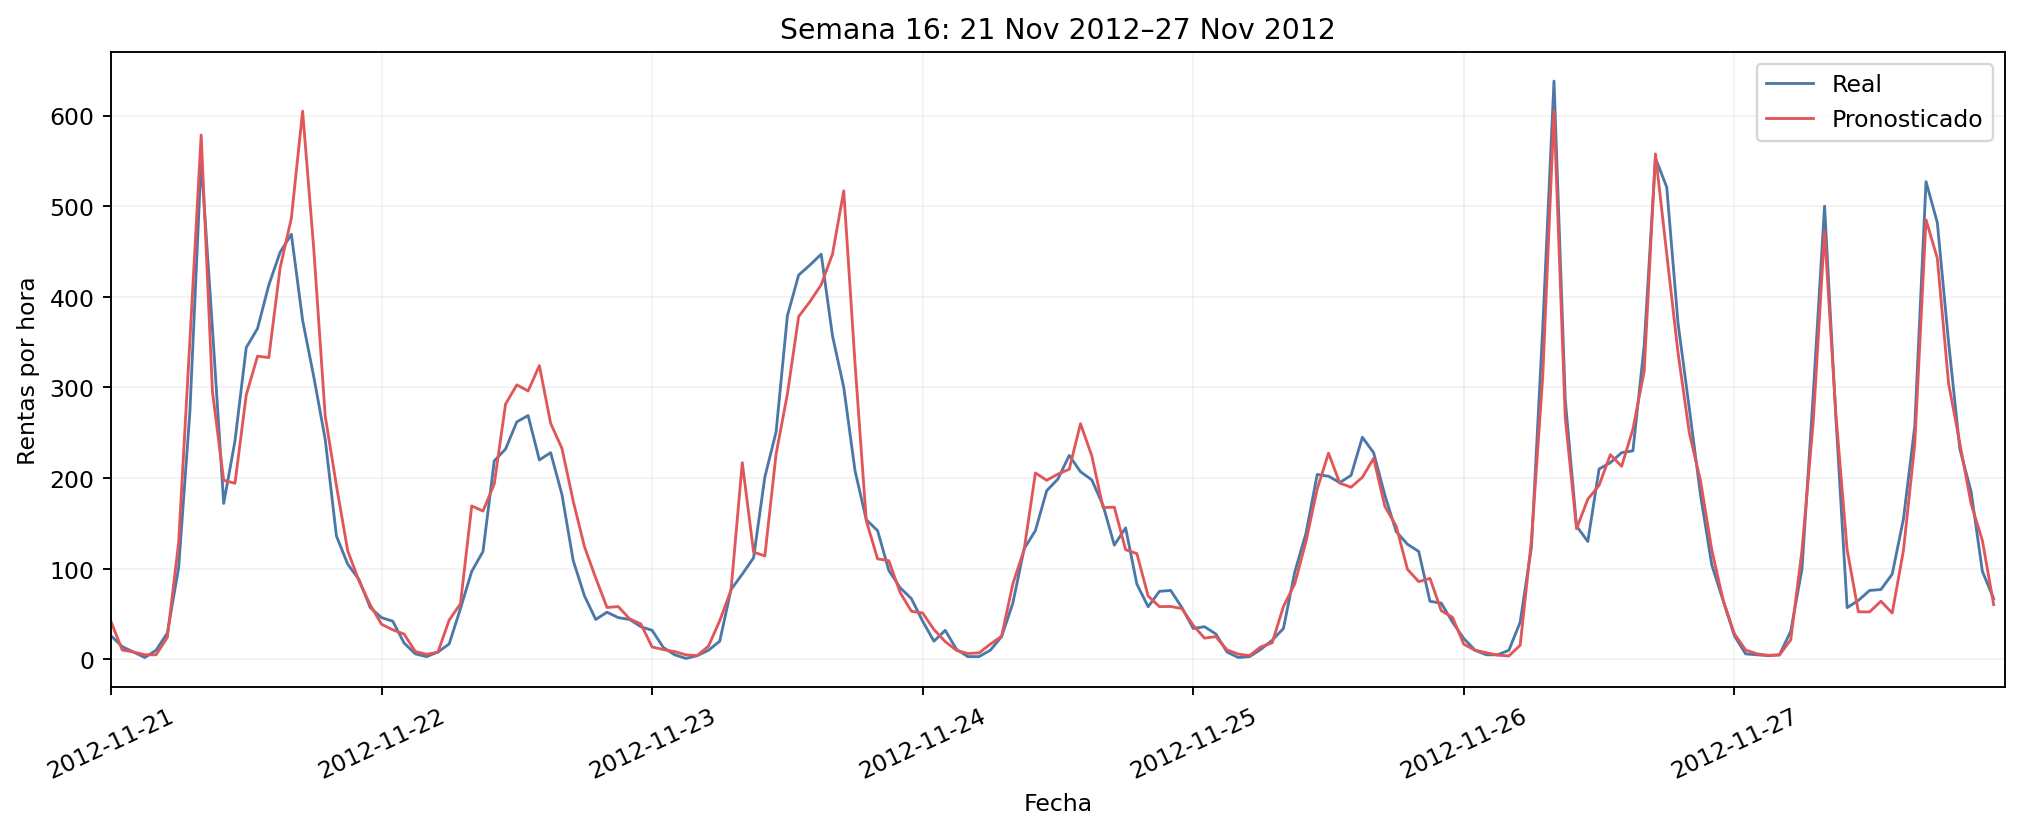 Semana 16: 21 Nov 2012–27 Nov 2012
Real
Pronosticado
Rentas por hora
600
500
400
300
200
100
0
2012-11-21
2012-11-22
2012-11-23
2012-11-24
2012-11-25
2012-11-26
2012-11-27
Fecha